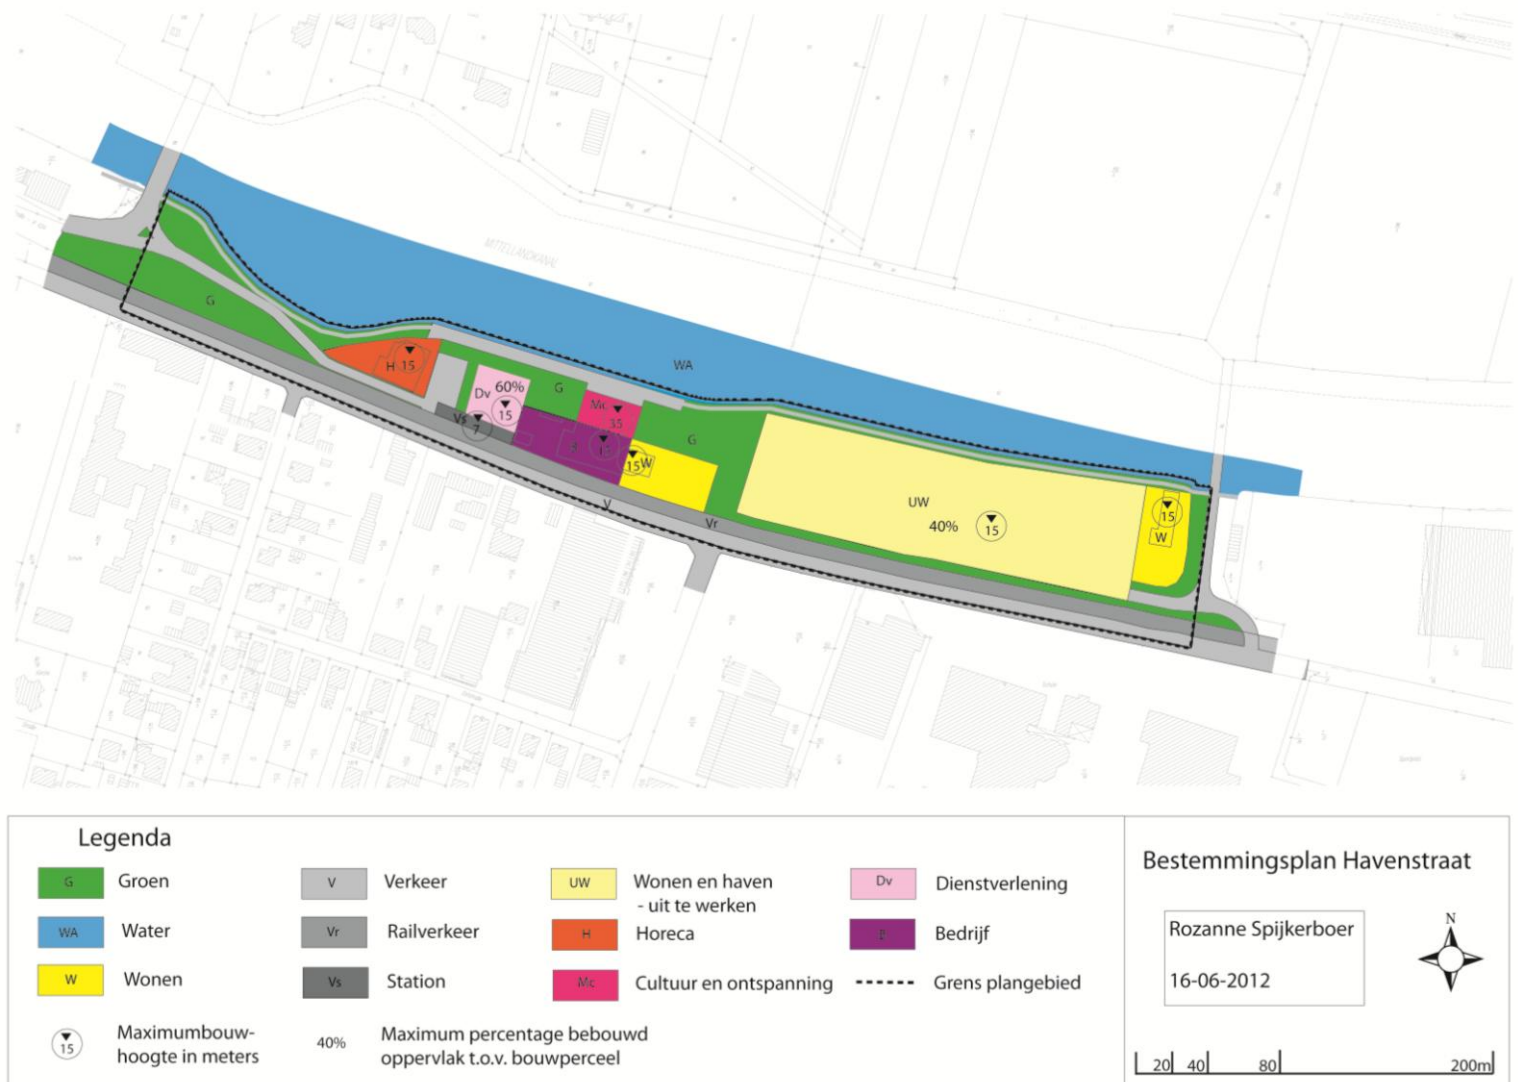 MITTELLANDKANAL
WA
G
H 15
Dv 60%
15
G
Mc
35
Vs
7
B
15
15 W
G
V
Vr
UW
40% 15
15
W
Legenda
G Groen
V Verkeer
UW Wonen en haven
- uit te werken
Dv Dienstverlening
WA Water
Vr Railverkeer
H Horeca
B Bedrijf
W Wonen
Vs Station
Mc Cultuur en ontspanning
Grens plangebied
15 Maximumbouw-
hoogte in meters
40% Maximum percentage bebouwd
oppervlak t.o.v. bouwperceel
Bestemmingsplan Havenstraat
Rozanne Spijkerboer
16-06-2012
N
20 40 80 200m